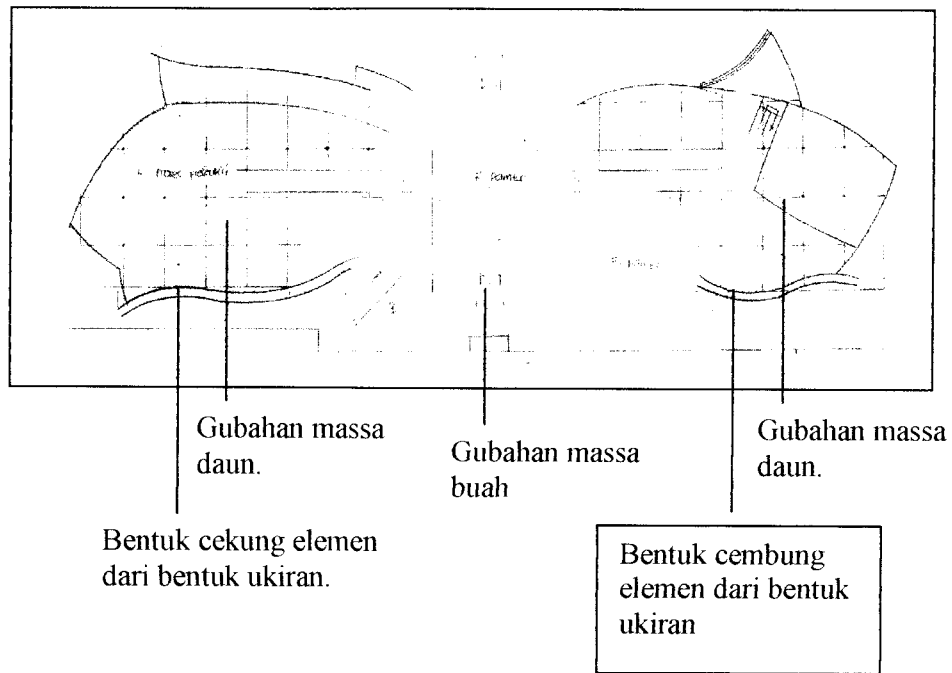 Gubahan massa
daun.
Gubahan massa
buah
Gubahan massa
daun.
Bentuk cekung elemen
dari bentuk ukiran.
Bentuk cembung
elemen dari bentuk
ukiran